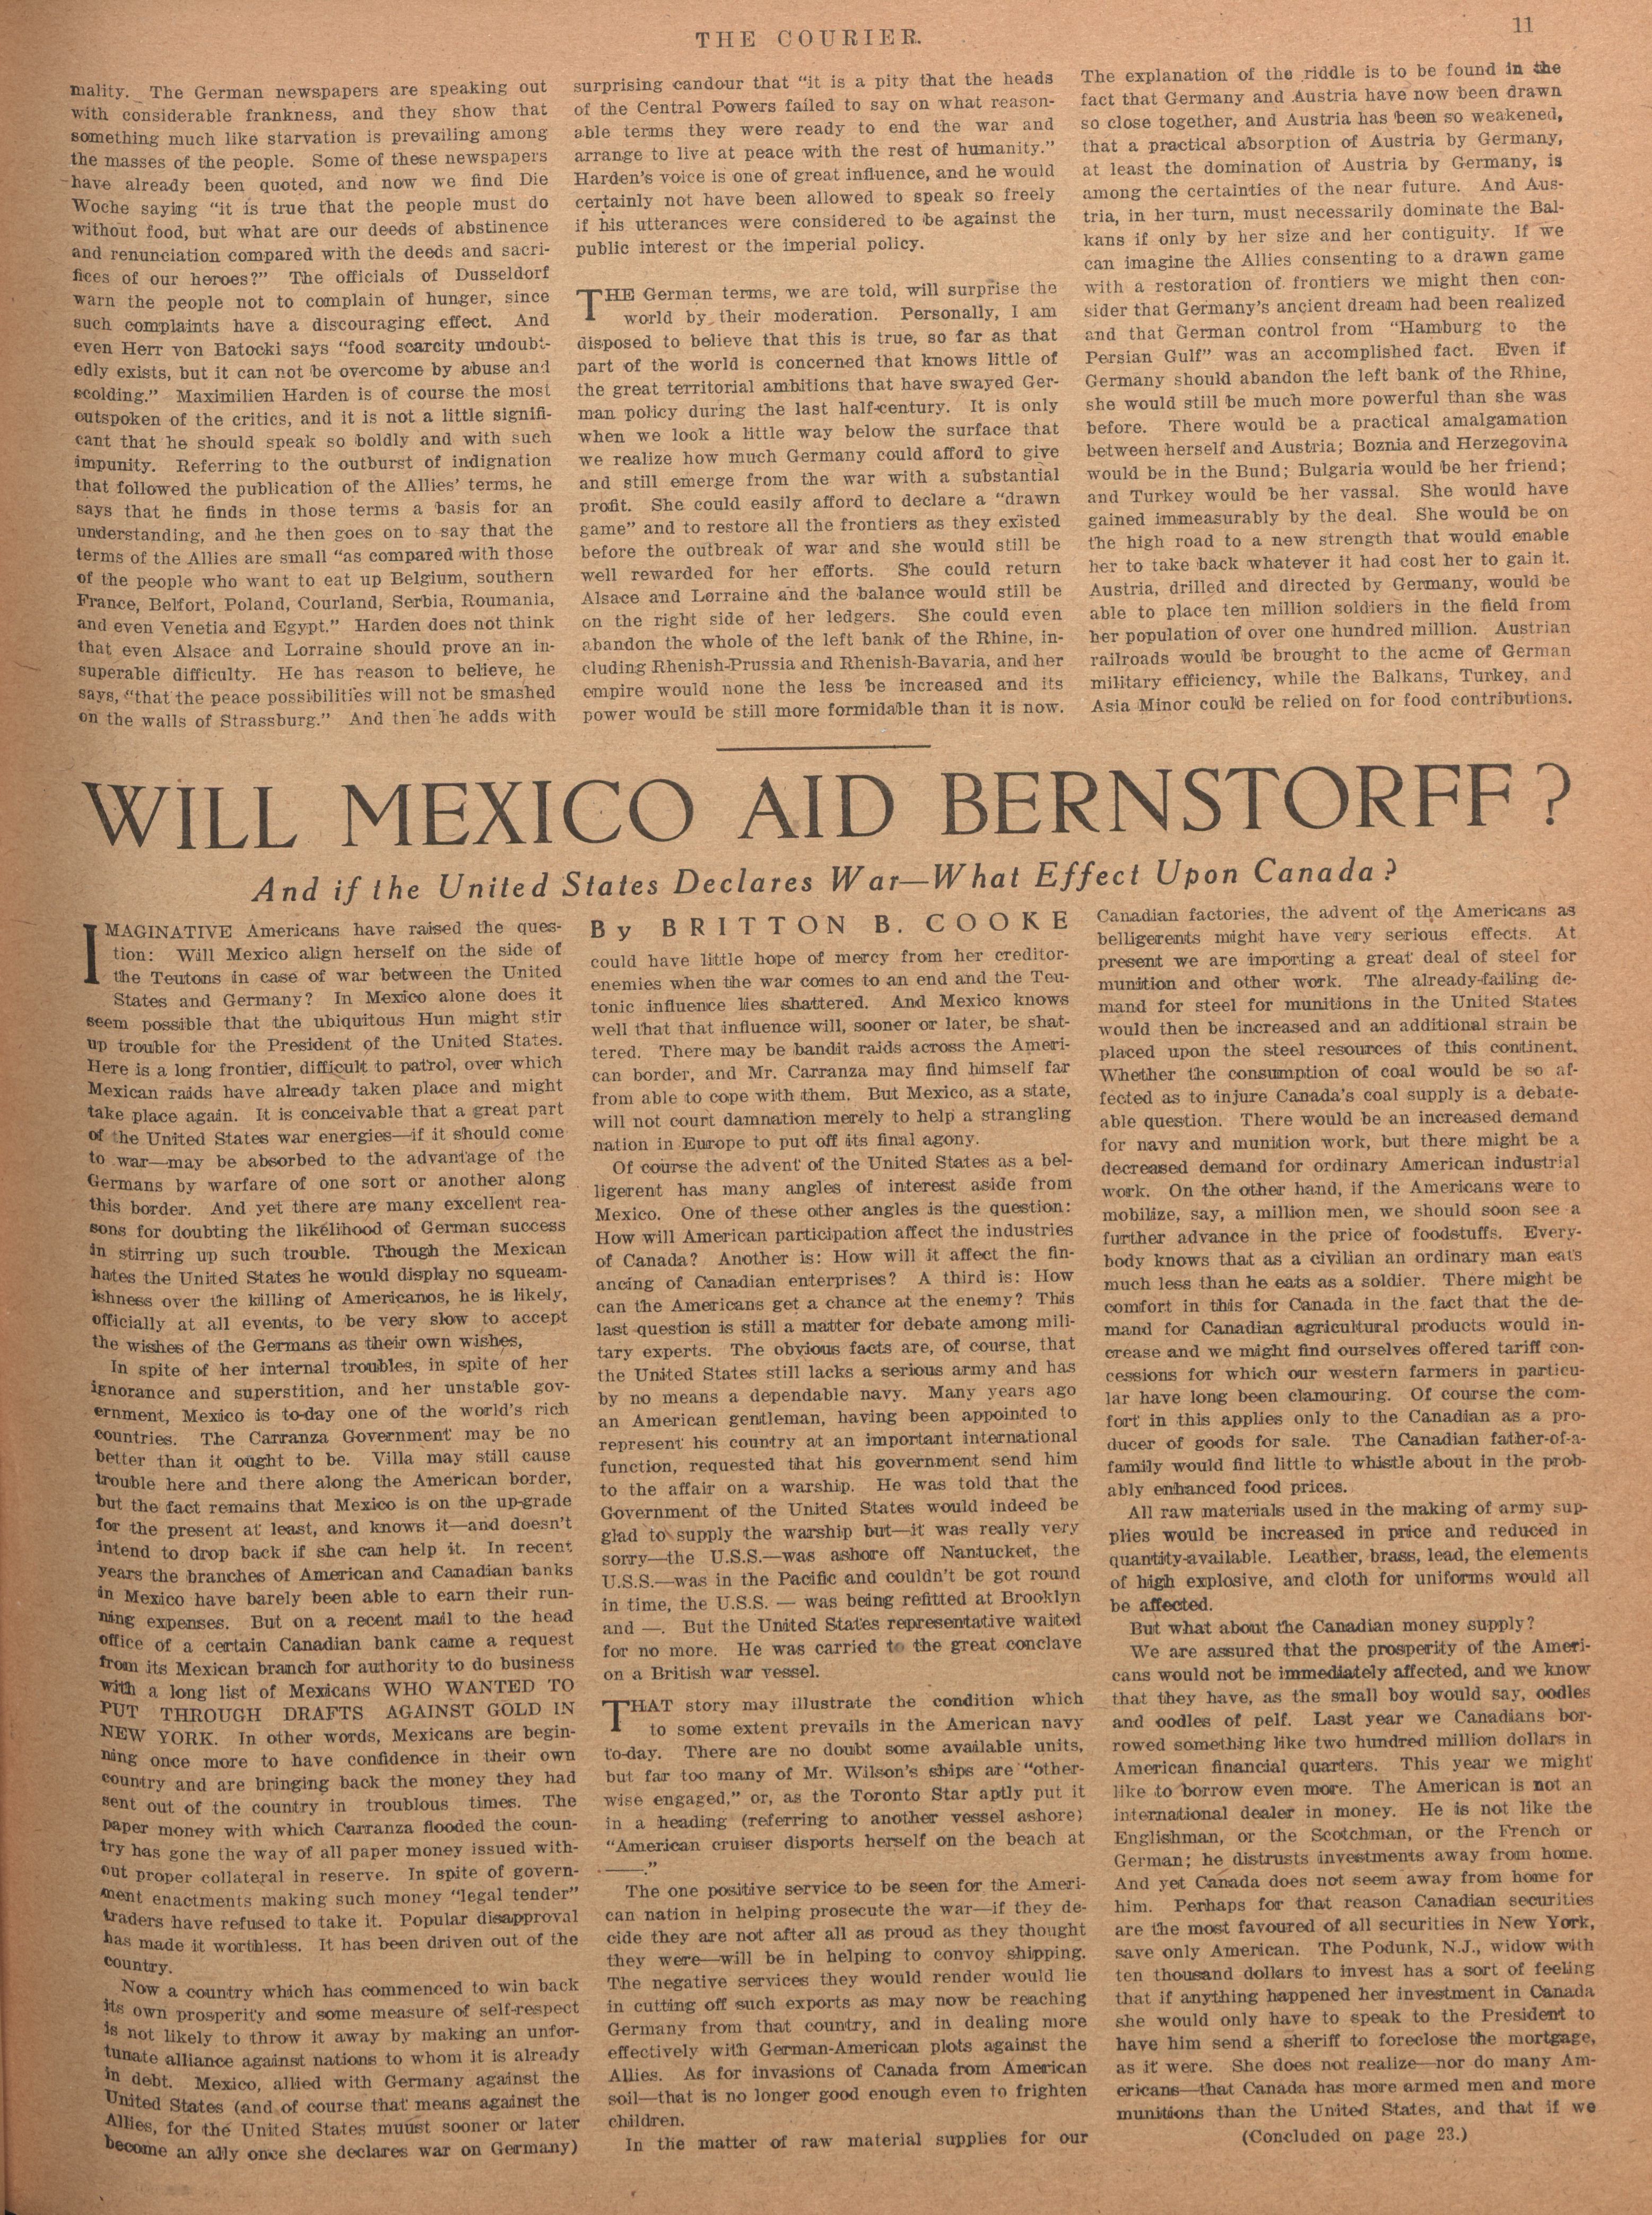 THE COURIER.
11
mality. The German newspapers are speaking out
with considerable frankness, and they show that
something much like starvation is prevailing among
the masses of the people. Some of these newspapers
have already been quoted, and now we find Die
Woche saying "it is true that the people must do
without food, but what are our deeds of abstinence
and renunciation compared with the deeds and sacri-
fices of our heroes?" The officials of Dusseldorf
warn the people not to complain of hunger, since
such complaints have a discouraging effect. And
even Herr von Batocki says "food scarcity undoubt-
edly exists, but it can not be overcome by abuse and
scolding." Maximilien Harden is of course the most
outspoken of the critics, and it is not a little signifi-
cant that he should speak so boldly and with such
impunity. Referring to the outburst of indignation
that followed the publication of the Allies' terms, he
says that he finds in those terms a basis for an
understanding, and he then goes on to say that the
terms of the Allies are small "as compared with those
of the people who want to eat up Belgium, southern
France, Belfort, Poland, Courland, Serbia, Roumania,
and even Venetia and Egypt." Harden does not think
that even Alsace and Lorraine should prove an in-
superable difficulty. He has reason to believe, he
says, "that the peace possibilities will not be smashed
on the walls of Strassburg." And then he adds with
surprising candour that "it is a pity that the heads
of the Central Powers failed to say on what reason-
able terms they were ready to end the war and
arrange to live at peace with the rest of humanity."
Harden's voice is one of great influence, and he would
certainly not have been allowed to speak so freely
if his utterances were considered to be against the
public interest or the imperial policy.
THE German terms, we are told, will surprise the
world by their moderation. Personally, I am
disposed to believe that this is true, so far as that
part of the world is concerned that knows little of
the great territorial ambitions that have swayed Ger-
man policy during the last half-century. It is only
when we look a little way below the surface that
we realize how much Germany could afford to give
and still emerge from the war with a substantial
profit. She could easily afford to declare a "drawn
game" and to restore all the frontiers as they existed
before the outbreak of war and she would still be
well rewarded for her efforts. She could return
Alsace and Lorraine and the balance would still be
on the right side of her ledgers. She could even
abandon the whole of the left bank of the Rhine, in-
cluding Rhenish-Prussia and Rhenish-Bavaria, and her
empire would none the less be increased and its
power would be still more formidable than it is now.
The explanation of the riddle is to be found in the
fact that Germany and Austria have now been drawn
so close together, and Austria has been so weakened,
that a practical absorption of Austria by Germany,
at least the domination of Austria by Germany, is
among the certainties of the near future. And Aus-
tria, in her turn, must necessarily dominate the Bal-
kans if only by her size and her contiguity. If we
can imagine the Allies consenting to a drawn game
with a restoration of frontiers we might then con-
sider that Germany's ancient dream had been realized
and that German control from "Hamburg to the
Persian Gulf" was an accomplished fact. Even if
Germany should abandon the left bank of the Rhine,
she would still be much more powerful than she was
before. There would be a practical amalgamation
between herself and Austria; Boznia and Herzegovina
would be in the Bund; Bulgaria would be her friend;
and Turkey would be her vassal. She would have
gained immeasurably by the deal. She would be on
the high road to a new strength that would enable
her to take back whatever it had cost her to gain it.
Austria, drilled and directed by Germany, would be
able to place ten million soldiers in the field from
her population of over one hundred million. Austrian
railroads would be brought to the acme of German
military efficiency, while the Balkans, Turkey, and
Asia Minor could be relied on for food contributions.
WILL MEXICO AID BERNSTORFF?
And if the United States Declares War—What Effect Upon Canada?
By BRITTON B. COOKE
IMAGINATIVE Americans have raised the ques-
tion: Will Mexico align herself on the side of
the Teutons in case of war between the United
States and Germany? In Mexico alone does it
seem possible that the ubiquitous Hun might stir
up trouble for the President of the United States.
Here is a long frontier, difficult to patrol, over which
Mexican raids have already taken place and might
take place again. It is conceivable that a great part
of the United States war energies—if it should come
to war—may be absorbed to the advantage of the
Germans by warfare of one sort or another along
this border. And yet there are many excellent rea-
sons for doubting the likelihood of German success
in stirring up such trouble. Though the Mexican
hates the United States he would display no squeam-
ishness over the killing of Americanos, he is likely,
officially at all events, to be very slow to accept
the wishes of the Germans as their own wishes,
In spite of her internal troubles, in spite of her
ignorance and superstition, and her unstable gov-
ernment, Mexico is to-day one of the world's rich
countries. The Carranza Government may be no
better than it ought to be. Villa may still cause
trouble here and there along the American border,
but the fact remains that Mexico is on the up-grade
for the present at least, and knows it—and doesn't
intend to drop back if she can help it. In recent
years the branches of American and Canadian banks
in Mexico have barely been able to earn their run-
ning expenses. But on a recent mail to the head
office of a certain Canadian bank came a request
from its Mexican branch for authority to do business
with a long list of Mexicans WHO WANTED TO
PUT THROUGH DRAFTS AGAINST GOLD IN
NEW YORK. In other words, Mexicans are begin-
ning once more to have confidence in their own
country and are bringing back the money they had
sent out of the country in troublous times. The
paper money with which Carranza flooded the coun-
try has gone the way of all paper money issued with-
out proper collateral in reserve. In spite of govern-
ment enactments making such money "legal tender"
traders have refused to take it. Popular disapproval
has made it worthless. It has been driven out of the
country.
Now a country which has commenced to win back
its own prosperity and some measure of self-respect
is not likely to throw it away by making an unfor-
tunate alliance against nations to whom it is already
in debt. Mexico, allied with Germany against the
United States (and of course that means against the
Allies, for the United States muust sooner or later
become an ally once she declares war on Germany)
could have little hope of mercy from her creditor-
enemies when the war comes to an end and the Teu-
tonic influence lies shattered. And Mexico knows
well that that influence will, sooner or later, be shat-
tered. There may be bandit raids across the Ameri-
can border, and Mr. Carranza may find himself far
from able to cope with them. But Mexico, as a state,
will not court damnation merely to help a strangling
nation in Europe to put off its final agony.
Of course the advent of the United States as a bel-
ligerent has many angles of interest aside from
Mexico. One of these other angles is the question:
How will American participation affect the industries
of Canada? Another is: How will it affect the fin-
ancing of Canadian enterprises? A third is: How
can the Americans get a chance at the enemy? This
last question is still a matter for debate among mili-
tary experts. The obvious facts are, of course, that
the United States still lacks a serious army and has
by no means a dependable navy. Many years ago
an American gentleman, having been appointed to
represent his country at an important international
function, requested that his government send him
to the affair on a warship. He was told that the
Government of the United States would indeed be
glad to supply the warship but—it was really very
sorry—the U.S.S.—was ashore off Nantucket, the
U.S.S.—was in the Pacific and couldn't be got round
in time, the U.S.S. — was being refitted at Brooklyn
and —. But the United States representative waited
for no more. He was carried to the great conclave
on a British war vessel.
THAT story may illustrate the condition which
to some extent prevails in the American navy
to-day. There are no doubt some available units,
but far too many of Mr. Wilson's ships are "other-
wise engaged," or, as the Toronto Star aptly put it
in a heading (referring to another vessel ashore)
"American cruiser disports herself on the beach at
——."
The one positive service to be seen for the Ameri-
can nation in helping prosecute the war—if they de-
cide they are not after all as proud as they thought
they were—will be in helping to convoy shipping.
The negative services they would render would lie
in cutting off such exports as may now be reaching
Germany from that country, and in dealing more
effectively with German-American plots against the
Allies. As for invasions of Canada from American
soil—that is no longer good enough even to frighten
children.
In the matter of raw material supplies for our
Canadian factories, the advent of the Americans as
belligerents might have very serious effects. At
present we are importing a great deal of steel for
munition and other work. The already-failing de-
mand for steel for munitions in the United States
would then be increased and an additional strain be
placed upon the steel resources of this continent.
Whether the consumption of coal would be so af-
fected as to injure Canada's coal supply is a debate-
able question. There would be an increased demand
for navy and munition work, but there might be a
decreased demand for ordinary American industrial
work. On the other hand, if the Americans were to
mobilize, say, a million men, we should soon see a
further advance in the price of foodstuffs. Every-
body knows that as a civilian an ordinary man eats
much less than he eats as a soldier. There might be
comfort in this for Canada in the fact that the de-
mand for Canadian agricultural products would in-
crease and we might find ourselves offered tariff con-
cessions for which our western farmers in particu-
lar have long been clamouring. Of course the com-
fort in this applies only to the Canadian as a pro-
ducer of goods for sale. The Canadian father-of-a-
family would find little to whistle about in the prob-
ably enhanced food prices.
All raw materials used in the making of army sup-
plies would be increased in price and reduced in
quantity-available. Leather, brass, lead, the elements
of high explosive, and cloth for uniforms would all
be affected.
But what about the Canadian money supply?
We are assured that the prosperity of the Ameri-
cans would not be immediately affected, and we know
that they have, as the small boy would say, oodles
and oodles of pelf. Last year we Canadians bor-
rowed something like two hundred million dollars in
American financial quarters. This year we might
like to borrow even more. The American is not an
international dealer in money. He is not like the
Englishman, or the Scotchman, or the French or
German; he distrusts investments away from home.
And yet Canada does not seem away from home for
him. Perhaps for that reason Canadian securities
are the most favoured of all securities in New York,
save only American. The Podunk, N.J., widow with
ten thousand dollars to invest has a sort of feeling
that if anything happened her investment in Canada
she would only have to speak to the President to
have him send a sheriff to foreclose the mortgage,
as it were. She does not realize—nor do many Am-
ericans—that Canada has more armed men and more
munitions than the United States, and that if we
(Concluded on page 23.)